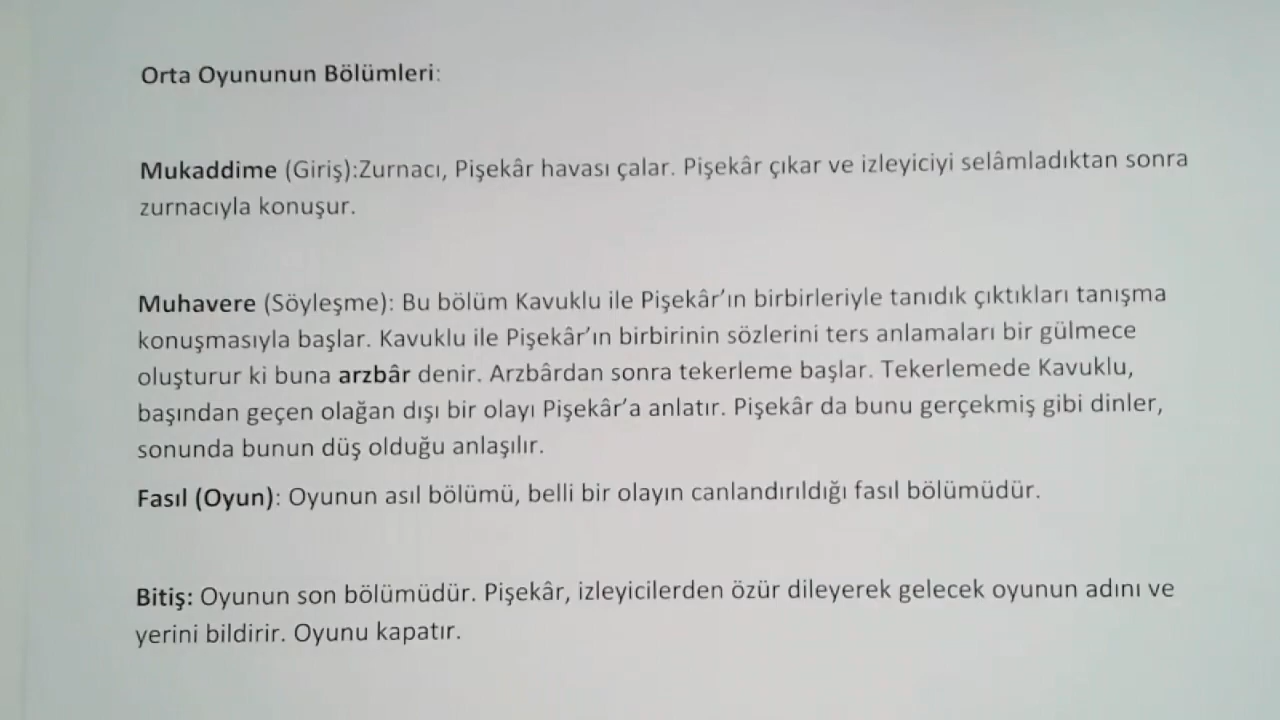 Orta Oyununun Bölümleri:
Mukaddime (Giriş):Zurnacı, Pişekâr havası çalar. Pişekâr çıkar ve izleyiciyi selâmladıktan sonra
zurnacıyla konuşur.
Muhavere (Söyleşme): Bu bölüm Kavuklu ile Pişekâr’ın birbirleriyle tanıdık çıktıkları tanışma
konuşmasıyla başlar. Kavuklu ile Pişekâr’ın birbirinin sözlerini ters anlamaları bir gülmece
oluşturur ki buna arzbâr denir. Arzbârdan sonra tekerleme başlar. Tekerlemede Kavuklu,
başından geçen olağan dışı bir olayı Pişekâr’a anlatır. Pişekâr da bunu gerçekmiş gibi dinler,
sonunda bunun düş olduğu anlaşılır.
Fasıl (Oyun): Oyunun asıl bölümü, belli bir olayın canlandırıldığı fasıl bölümüdür.
Bitiş: Oyunun son bölümüdür. Pişekâr, izleyicilerden özür dileyerek gelecek oyunun adını ve
yerini bildirir. Oyunu kapatır.